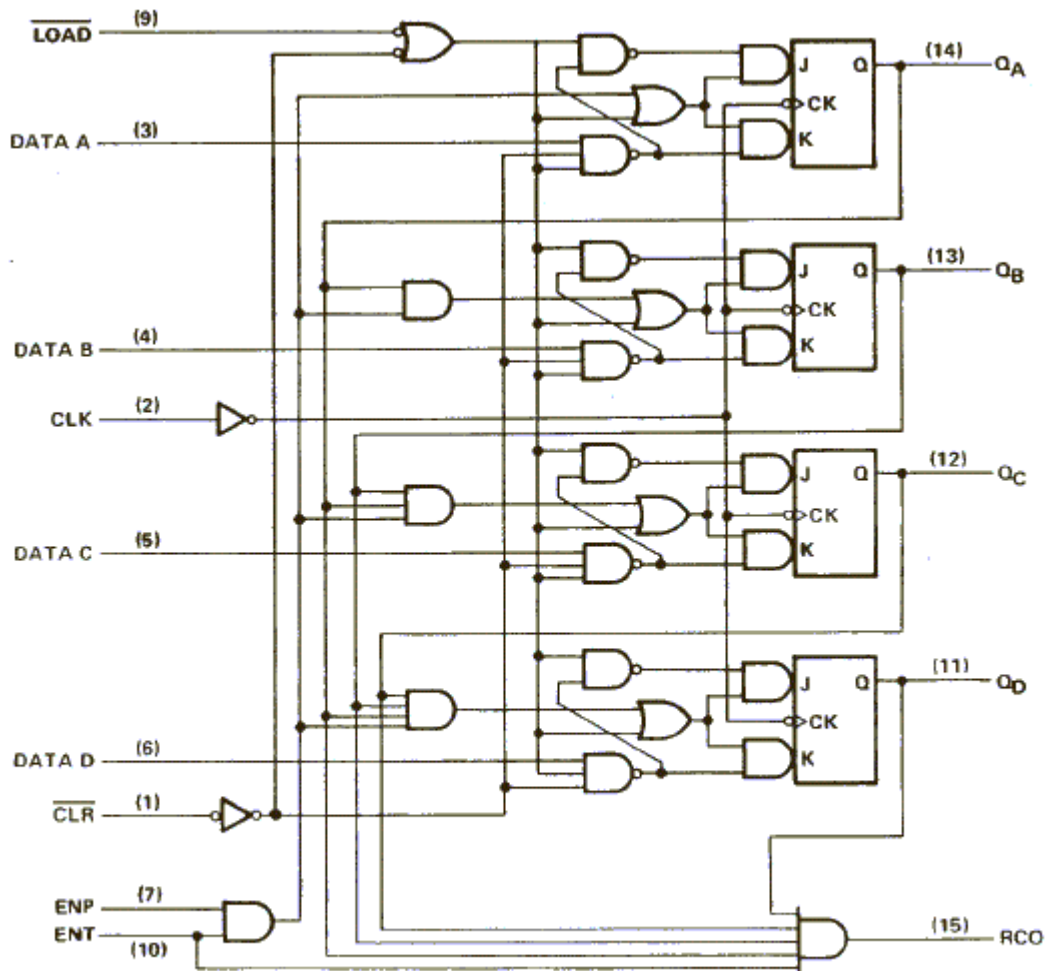 LOAD (9)
J Q (14) QA
CK
DATA A (3)
K
J Q (13) QB
CK
DATA B (4)
K
CLK (2)
J Q (12) QC
CK
DATA C (5)
K
J Q (11) QD
CK
DATA D (6)
K
CLR (1)
ENP (7)
ENT (10)
(15) RCO